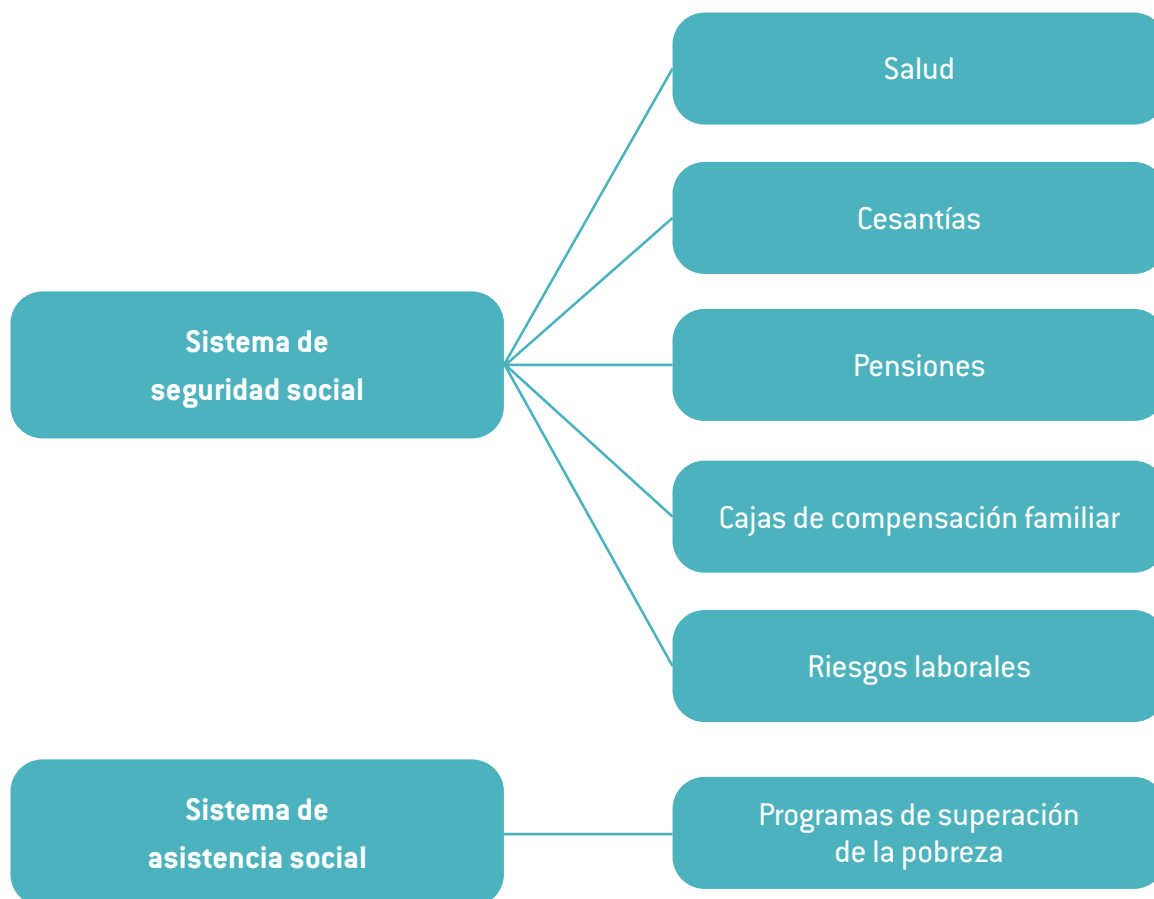 Salud
Cesantías
Sistema de
seguridad social
Pensiones
Cajas de compensación familiar
Riesgos laborales
Sistema de
asistencia social
Programas de superación
de la pobreza